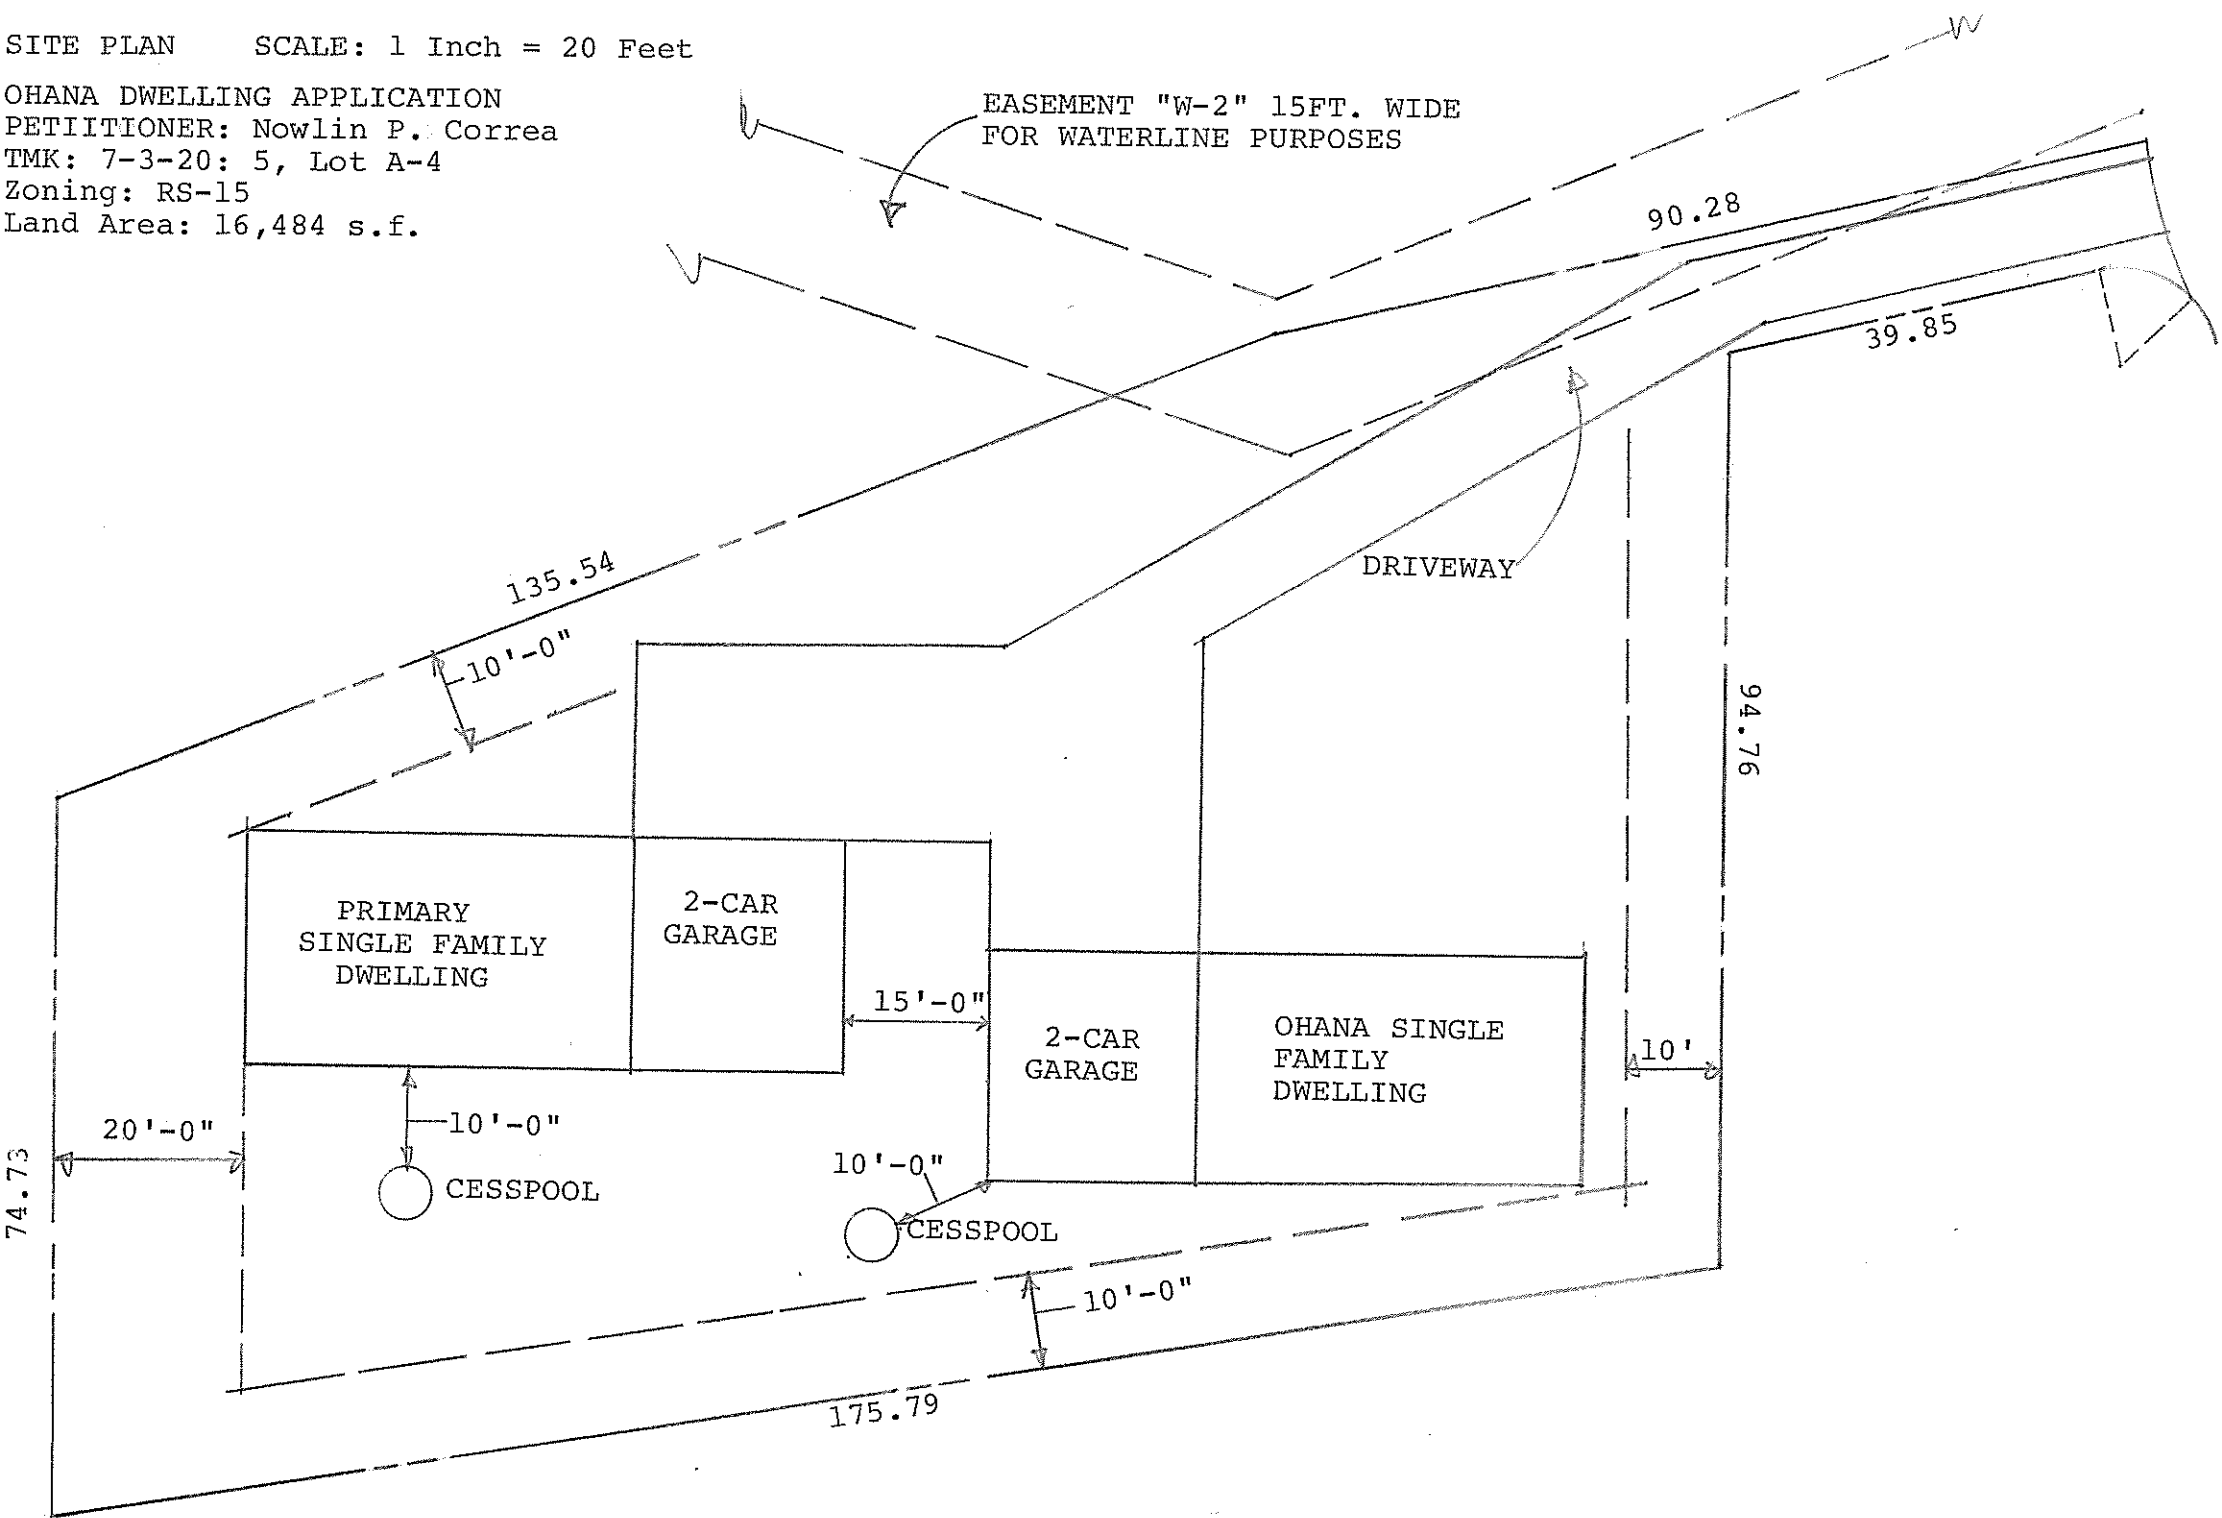 SITE PLAN SCALE: 1 Inch = 20 Feet
OHANA DWELLING APPLICATION
PETIITIONER: Nowlin P. Correa
TMK: 7-3-20: 5, Lot A-4
Zoning: RS-15
Land Area: 16,484 s.f.
EASEMENT "W-2" 15FT. WIDE
FOR WATERLINE PURPOSES
90.28
39.85
135.54
10'-0"
DRIVEWAY
94.76
PRIMARY
SINGLE FAMILY
DWELLING
2-CAR
GARAGE
15'-0"
2-CAR
GARAGE
OHANA SINGLE
FAMILY
DWELLING
10'
20'-0"
10'-0"
CESSPOOL
10'-0"
CESSPOOL
74.73
10'-0"
175.79